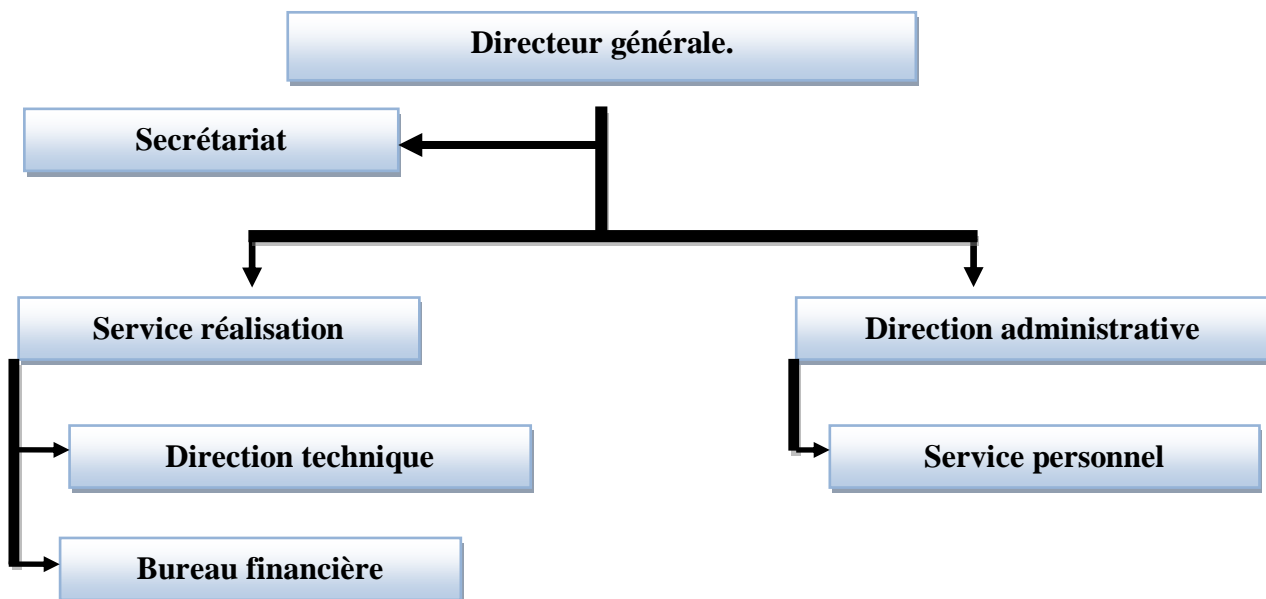 Directeur générale.
Secrétariat
Service réalisation
Direction administrative
Direction technique
Service personnel
Bureau financière